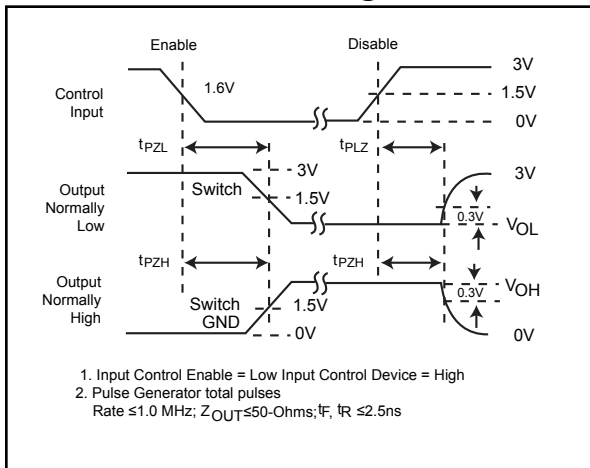 Enable Disable
3V
Control Input
1.6V
1.5V
0V
tPZL
tPLZ
3V
3V
Output Normally Low
Switch
1.5V
0.3V
VOL
tPZH
tPZH
VOH
Output Normally High
Switch GND
1.5V
0.3V
0V
0V
1. Input Control Enable = Low Input Control Device = High
2. Pulse Generator total pulses
Rate ≤1.0 MHz; ZOUT≤50-Ohms;tF, tR ≤2.5ns